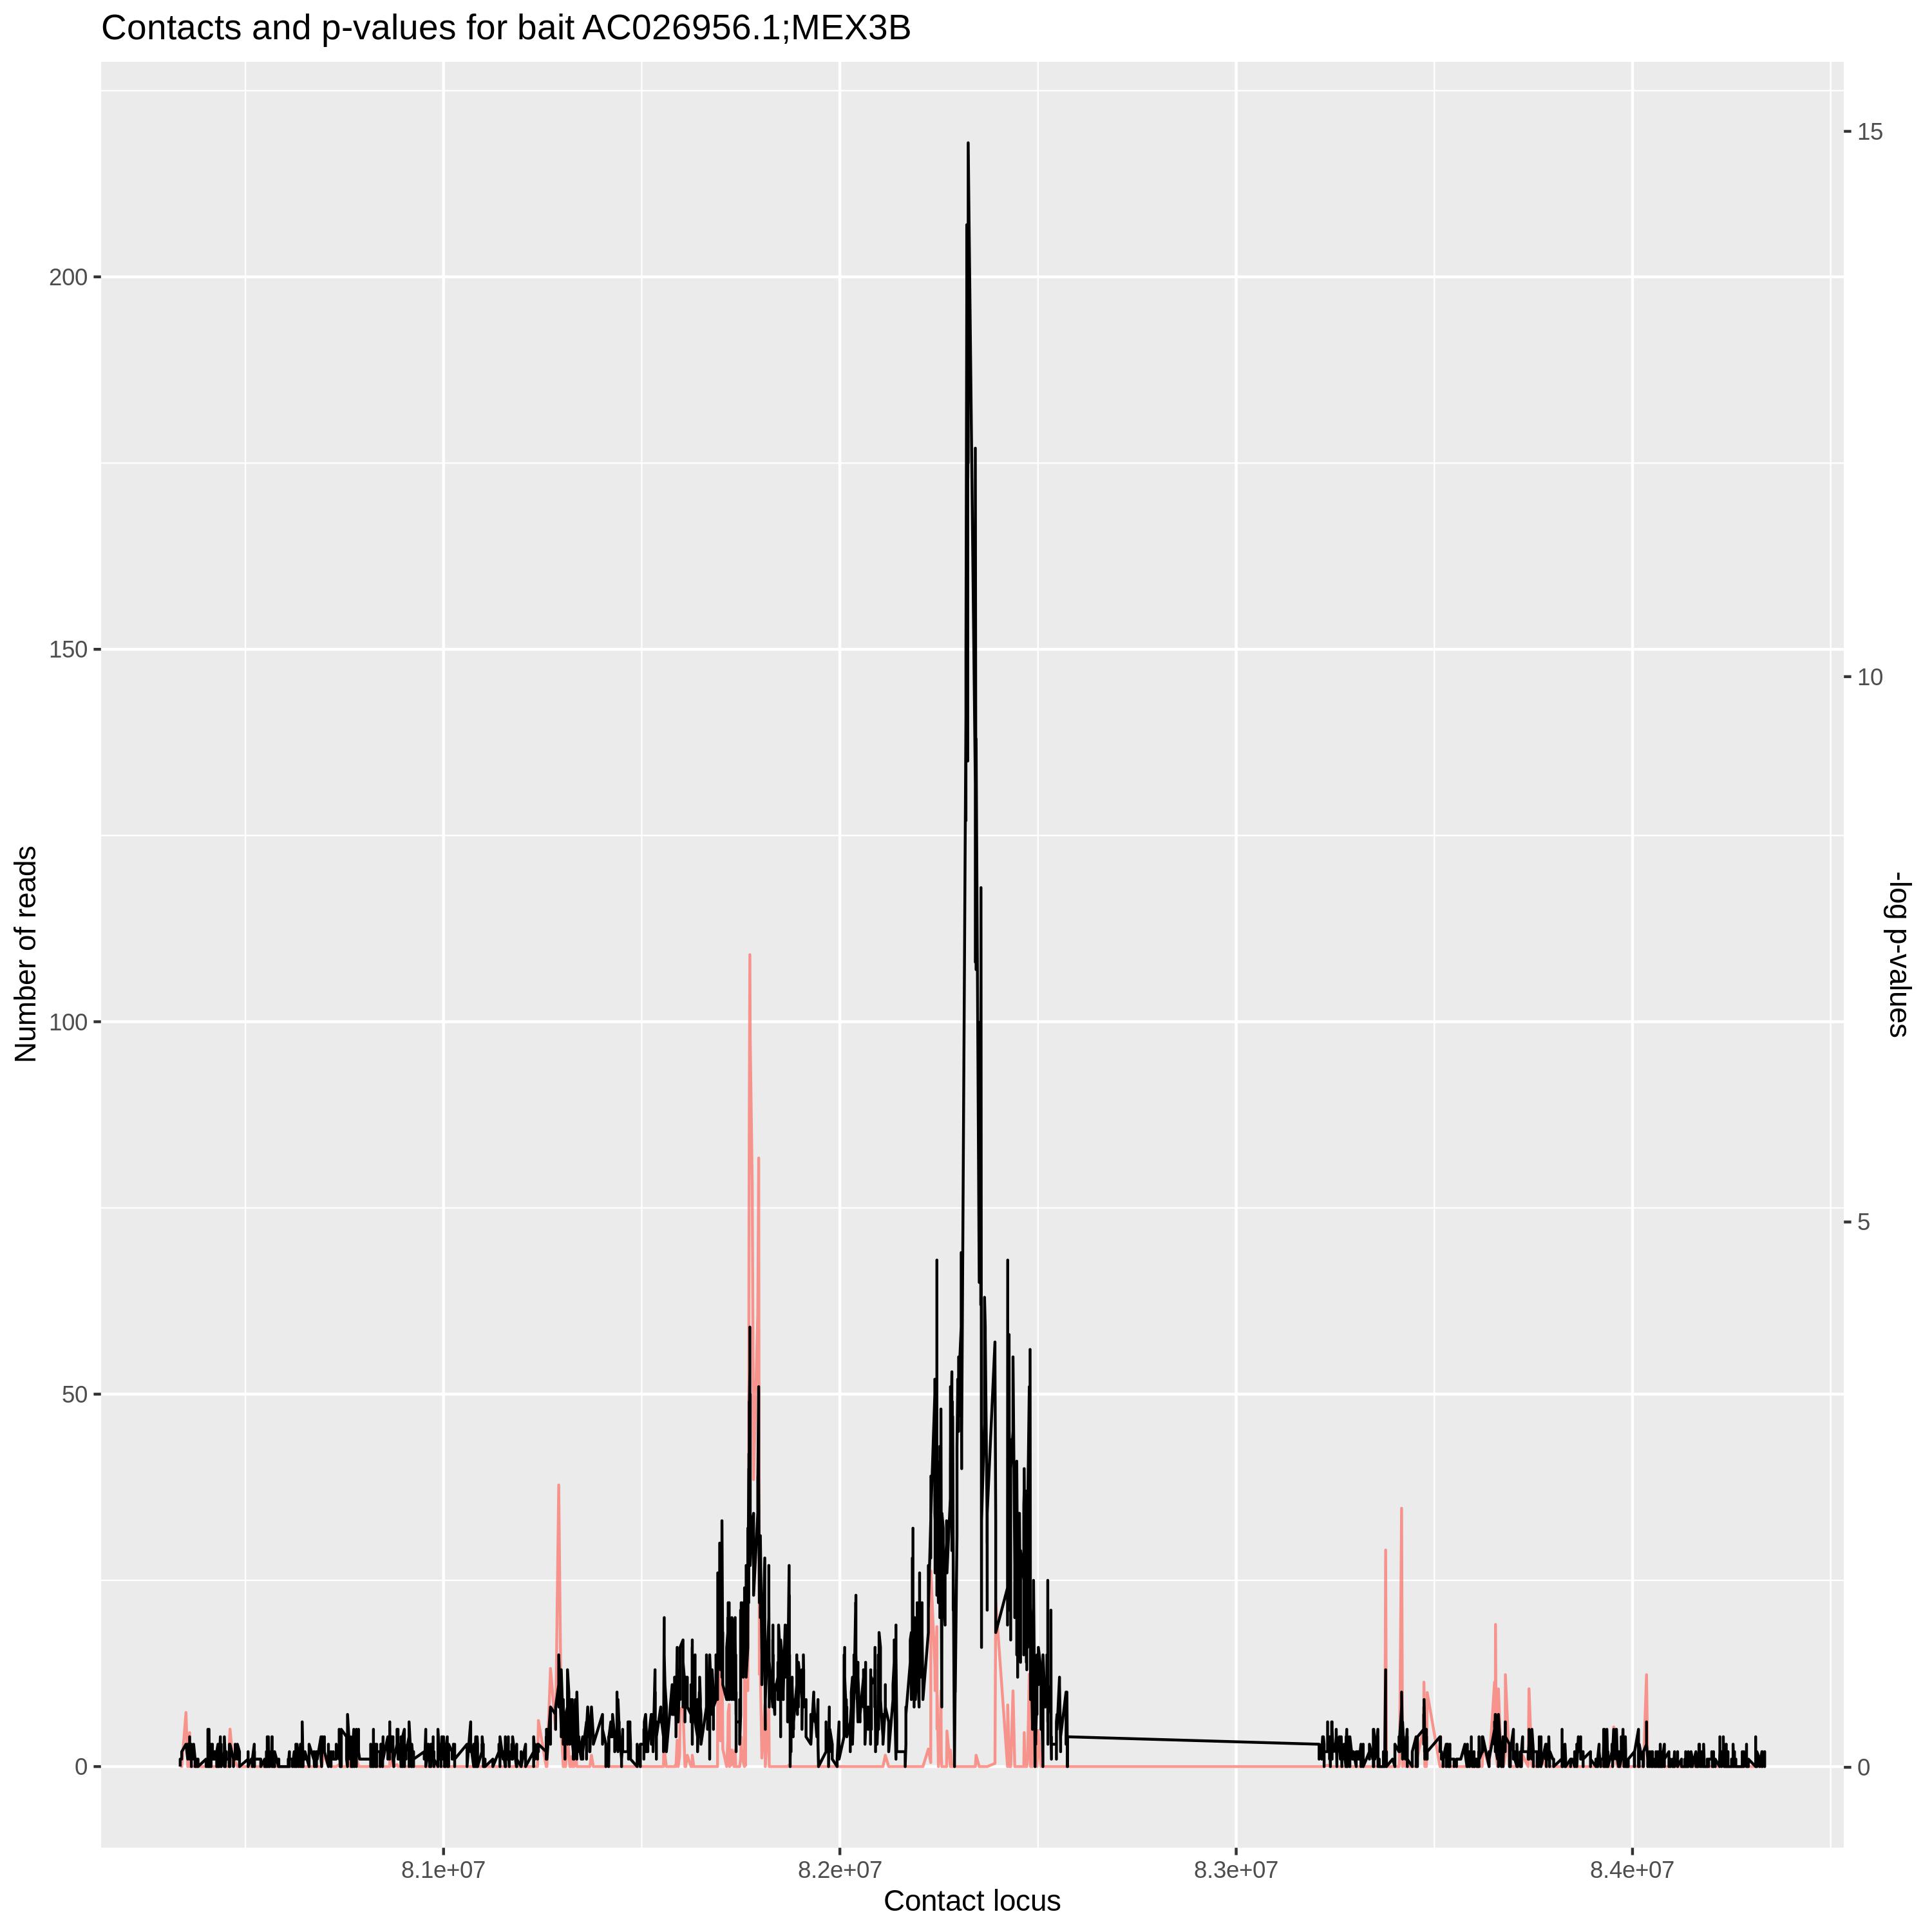 Contacts and p-values for bait AC026956.1;MEX3B
200
150
100
50
0
Number of reads
15
10
5
0
-log p-values
8.1e+07
8.2e+07
8.3e+07
8.4e+07
Contact locus